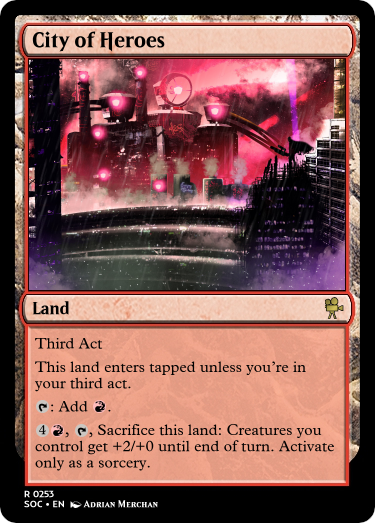 City of Heroes
Land
Third Act
This land enters tapped unless you're in
your third act.
: Add .
4 , , Sacrifice this land: Creatures you
control get +2/+0 until end of turn. Activate
only as a sorcery.
R 0253
SOC • EN Adrian Merchan